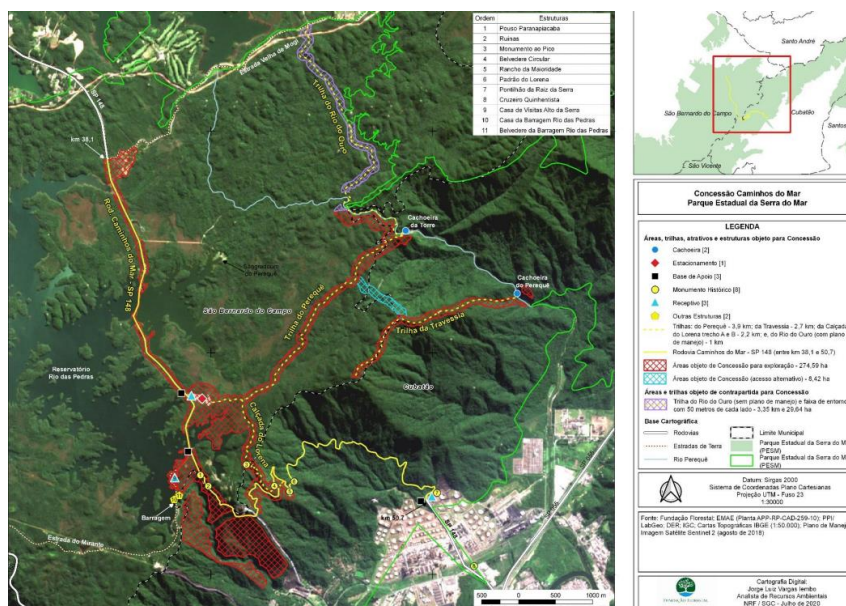 Ordem Estruturas
1 Pouso Paranapiacaba
2 Ruínas
3 Monumento ao Pico
4 Belvedere Circular
5 Rancho da Maioridade
6 Padrão do Lorena
7 Pontilhão da Raiz da Serra
8 Cruzeiro Quinhentista
9 Casa de Visitas Alto da Serra
10 Casa da Barragem Rio das Pedras
11 Belvedere da Barragem Rio das Pedras
Estrada Velha de Mogi
SP 148
km 38,1
Trilha do Rio do Ouro
Rod. Caminhos do Mar - SP 148
Cachoeira
da Torre
Cachoeira
do Perequê
São Bernardo do Campo
Trilha do Perequê
Trilha da Travessia
Reservatório
Rio das Pedras
Cubatão
Calçada do Lorena
Barragem
Estrada do Mirante
km 50,7
SP 148
500 0 500 1000 m
Santo André
São Bernardo do Campo
Cubatão
Santos
São Vicente
Concessão Caminhos do Mar
Parque Estadual da Serra do Mar
LEGENDA
Áreas, trilhas, atrativos e estruturas objeto para Concessão
Cachoeira [2]
Estacionamento [1]
Base de Apoio [3]
Monumento Histórico [8]
Receptivo [3]
Outras Estruturas [2]
Trilhas: do Perequê - 3,9 km; da Travessia - 2,7 km; da Calçada
do Lorena trecho A e B - 2,2 km; e, do Rio do Ouro (com plano
de manejo) - 1 km
Rodovia Caminhos do Mar - SP 148 (entre km 38,1 e 50,7)
Áreas objeto de Concessão para exploração - 274,59 ha
Áreas objeto de Concessão (acesso alternativo) - 8,42 ha
Áreas e trilhas objeto de contrapartida para Concessão
Trilha do Rio do Ouro (sem plano de manejo) e faixa de entorno
com 50 metros de cada lado - 3,35 km e 29,64 ha
Base Cartográfica
Rodovias
Estradas de Terra
Rio Perequê
Limite Municipal
Parque Estadual da Serra do M
(PESM)
Parque Estadual da Serra do M
(PESM)
Datum: Sirgas 2000
Sistema de Coordenadas Plano Cartesianas
Projeção UTM - Fuso 23
1:30000
Fonte: Fundação Florestal; EMAE (Planta APP-RP-CAD-259-10); PPI/
LabGeo; DER; IGC; Cartas Topográficas IBGE (1:50.000); Plano de Manej
Imagem Satélite Sentinel 2 (agosto de 2018)
Cartografia Digital:
Jorge Luiz Vargas Iembo
Analista de Recursos Ambientais
NRF / SGC - Julho de 2020